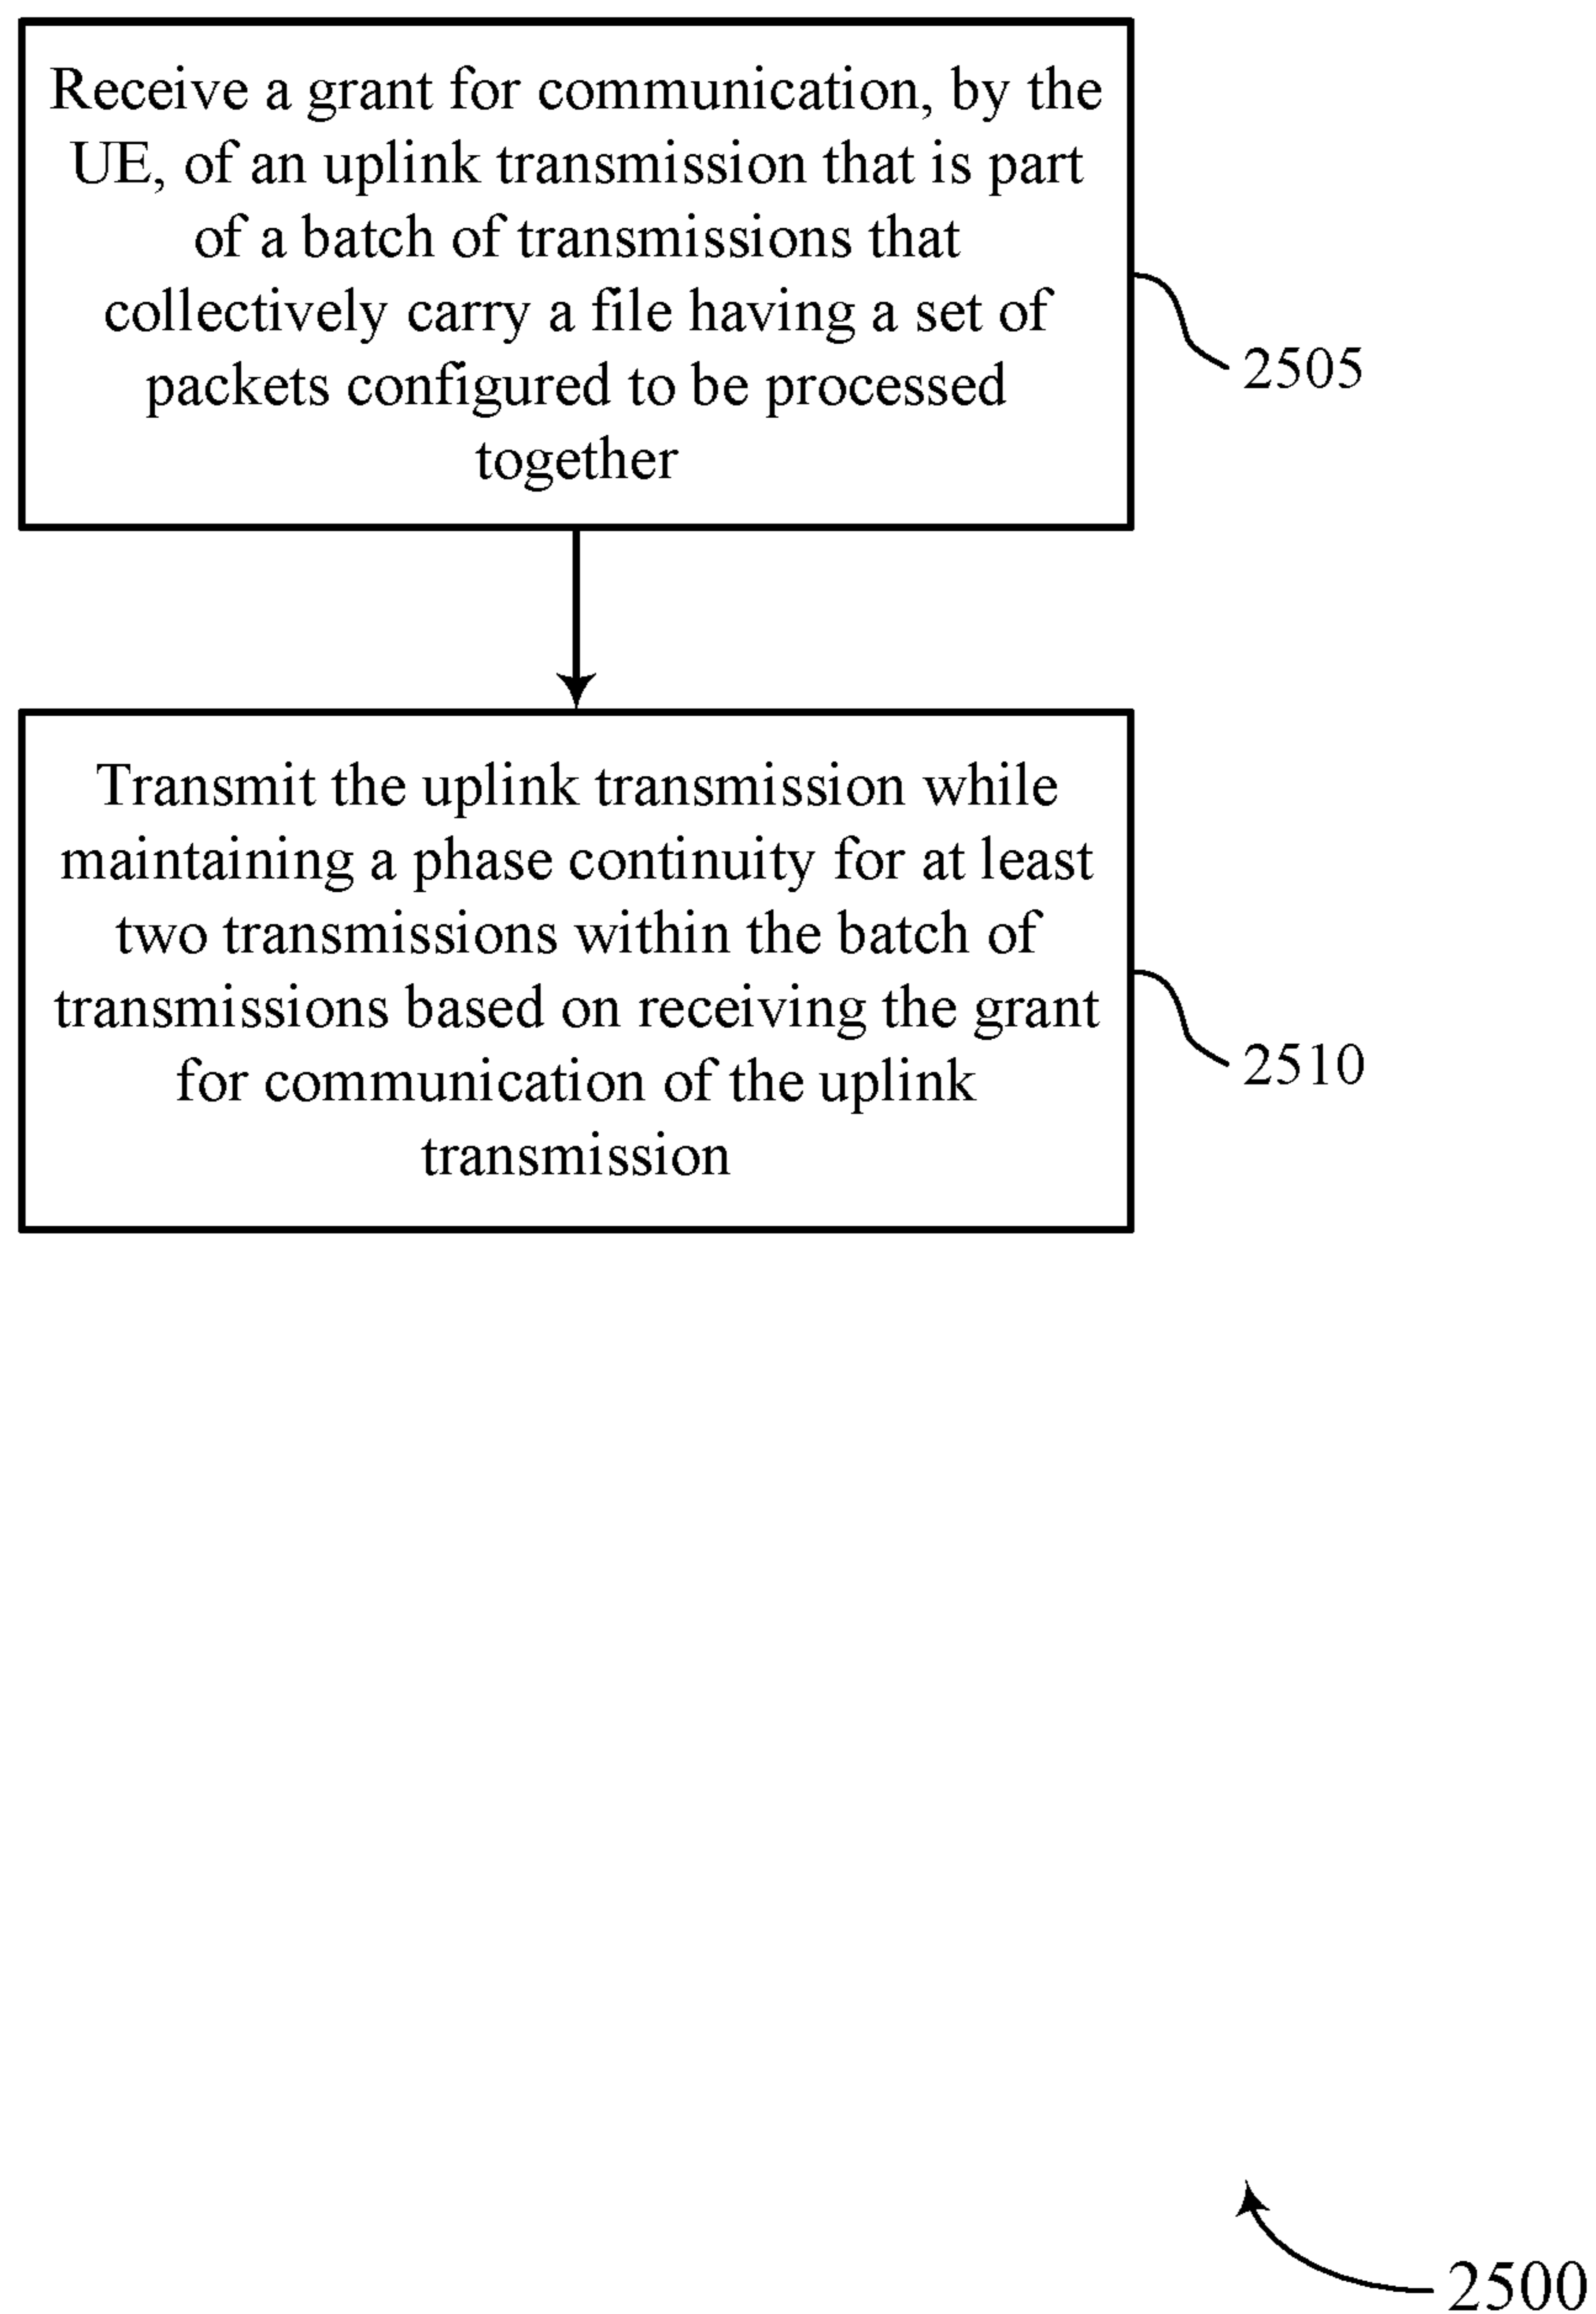 Receive a grant for communication, by the
UE, of an uplink transmission that is part
of a batch of transmissions that
collectively carry a file having a set of
packets configured to be processed
together
2505
Transmit the uplink transmission while
maintaining a phase continuity for at least
two transmissions within the batch of
transmissions based on receiving the grant
for communication of the uplink
transmission
2510
2500